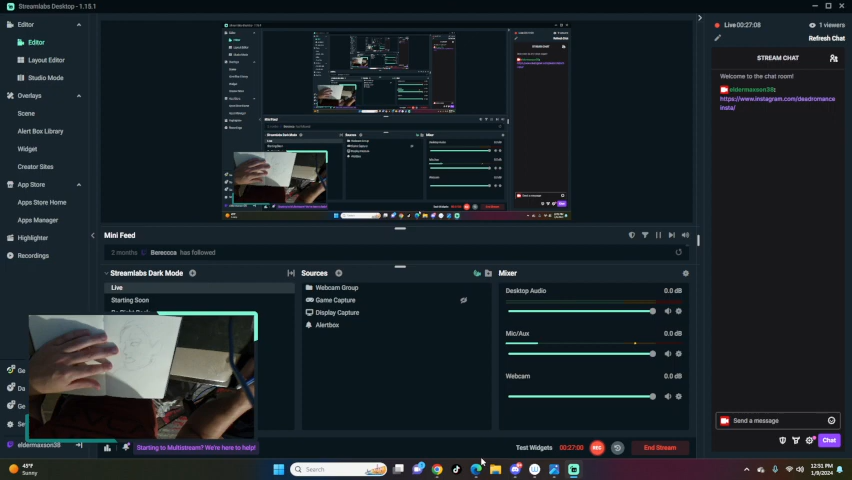 Streamlabs Desktop - 1.15.1
Editor
Editor
Layout Editor
Studio Mode
Overlays
Scene
Alert Box Library
Widget
Creator Sites
App Store
Apps Store Home
Apps Manager
Highlighter
Recordings
eldermaxson38
Mini Feed
2 months Bereccoa has followed
Streamlabs Dark Mode
Live
Starting Soon
Sources
Webcam Group
Game Capture
Display Capture
Alertbox
Mixer
Desktop Audio 0.0 dB
Mic/Aux 0.0 dB
Webcam 0.0 dB
Starting to Multistream? We're here to help!
Test Widgets 00:27:00 REC End Stream
Live 00:27:08 1 viewers
Refresh Chat
STREAM CHAT
Welcome to the chat room!
eldermaxson38:
https://www.instagram.com/deadromance
insta/
Send a message
Chat
45°F
Sunny
Search
12:51 PM
1/9/2024